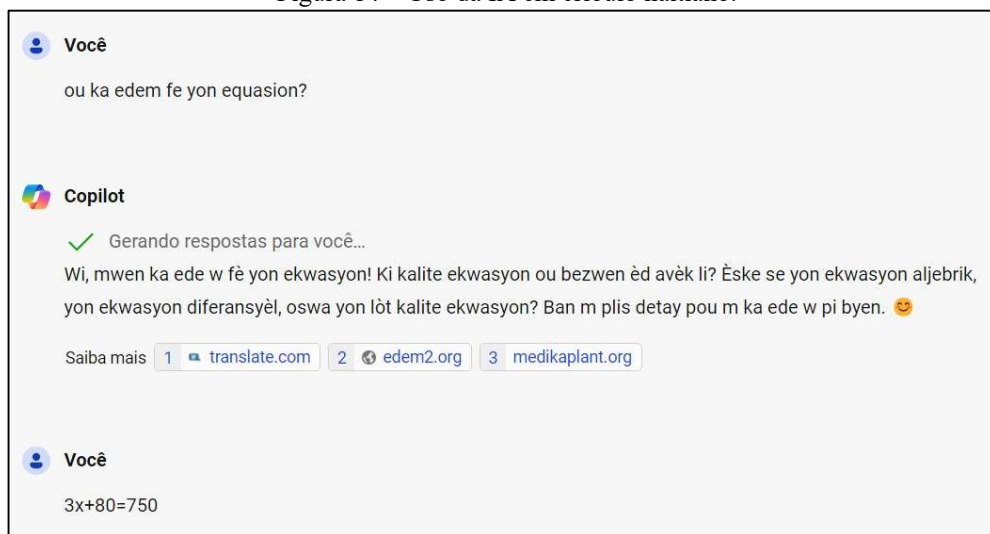 Você
ou ka edem fe yon equasion?
Copilot
Gerando respostas para você...
Wi, mwen ka ede w fè yon ekwasyon! Ki kalite ekwasyon ou bezwen èd avèk li? Èske se yon ekwasyon aljebrik,
yon ekwasyon diferansyèl, oswa yon lòt kalite ekwasyon? Ban m plis detay pou m ka ede w pi byen. 😊
Saiba mais 1 translate.com 2 edem2.org 3 medikaplant.org
Você
3x+80=750